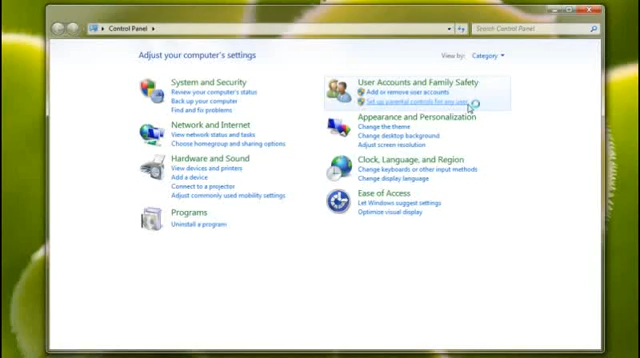 Control Panel
Search Control Panel
Adjust your computer's settings
View by: Category
System and Security
Review your computer's status
Back up your computer
Find and fix problems
Network and Internet
View network status and tasks
Choose homegroup and sharing options
Hardware and Sound
View devices and printers
Add a device
Connect to a projector
Adjust commonly used mobility settings
Programs
Uninstall a program
User Accounts and Family Safety
Add or remove user accounts
Set up parental controls for any user
Appearance and Personalization
Change the theme
Change desktop background
Adjust screen resolution
Clock, Language, and Region
Change keyboards or other input methods
Change display language
Ease of Access
Let Windows suggest settings
Optimize visual display